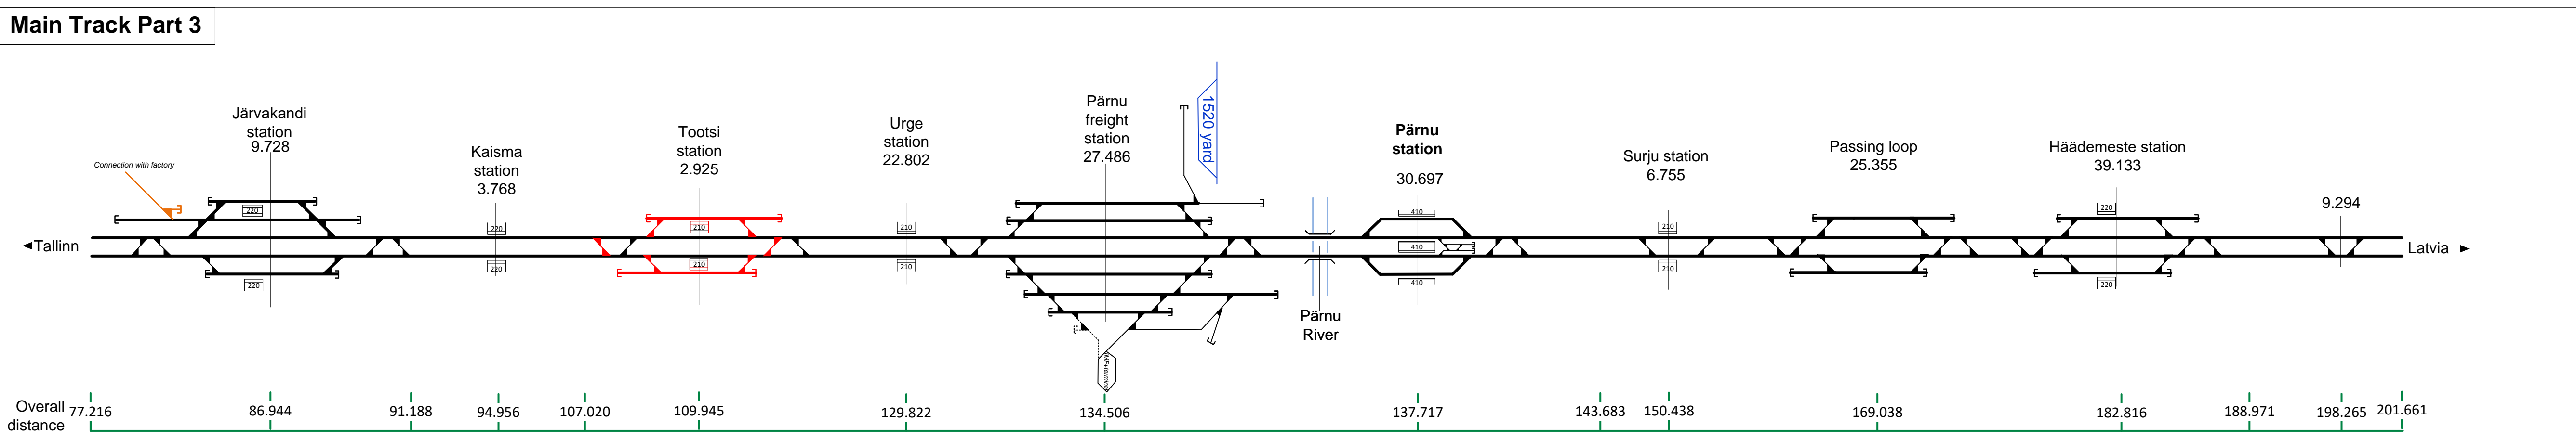 Main Track Part 3
Järvakandi
station
9.728
Kaisma
station
3.768
Tootsi
station
2.925
Urge
station
22.802
Pärnu
freight
station
27.486
1520 yard
Pärnu
station
30.697
Surju station
6.755
Passing loop
25.355
Häädemeste station
39.133
9.294
Connection with factory
220
220
220
220
210
210
210
210
410
410
410
210
210
220
220
Tallinn
Latvia
Pärnu
River
Overall
distance
77.216
86.944
91.188
94.956
107.020
109.945
129.822
134.506
137.717
143.683
150.438
169.038
182.816
188.971
198.265
201.661